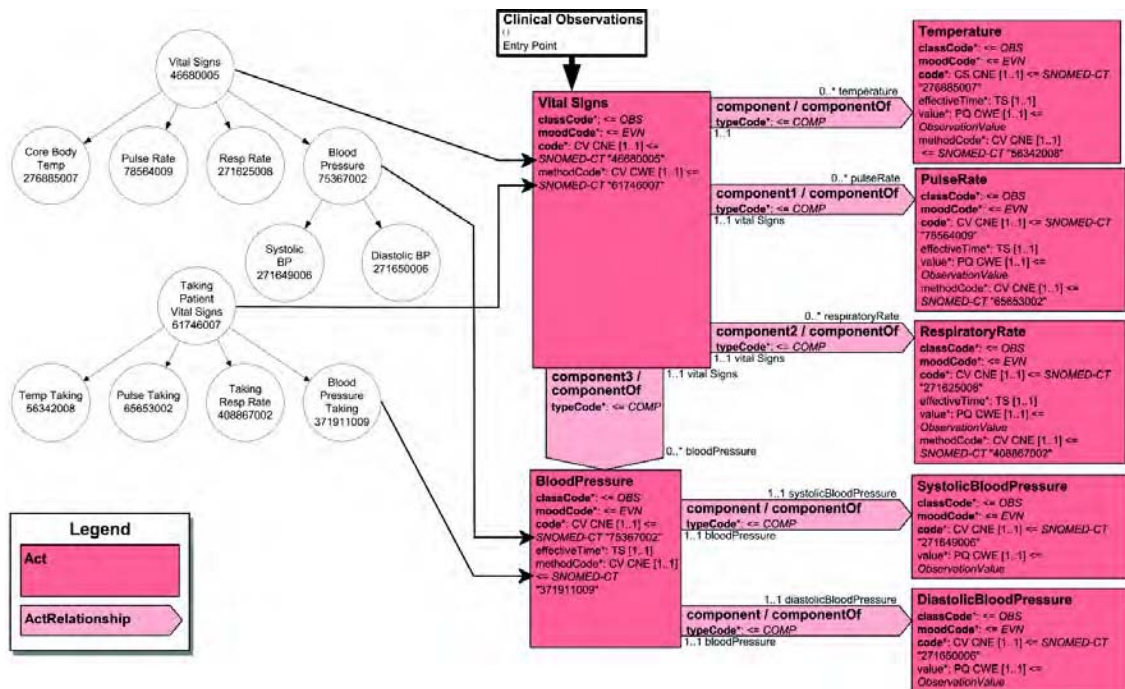 Clinical Observations
( )
Entry Point
Vital Signs
46680005
Core Body
Temp
276885007
Pulse Rate
78564009
Resp Rate
271625008
Blood
Pressure
75367002
Systolic
BP
271649006
Diastolic BP
271650006
Taking
Patient
Vital Signs
61746007
Temp Taking
56342008
Pulse Taking
65653002
Taking
Resp Rate
408867002
Blood
Pressure
Taking
371911009
Legend
Act
ActRelationship
Vital Signs
classCode*: <= OBS
moodCode*: <= EVN
code*: CV CNE [1..1] <=
SNOMED-CT "46680005"
methodCode*: CV CWE [1..1] <=
SNOMED-CT "61746007"
0..* temperature
component / componentOf
typeCode*: <= COMP
1..1
Temperature
classCode*: <= OBS
moodCode*: <= EVN
code*: CS CNE [1..1] <= SNOMED-CT
"276885007"
effectiveTime*: TS [1..1]
value*: PQ CWE [1..1] <=
ObservationValue
methodCode*: CV CNE [1..1]
<= SNOMED-CT "56342008"
0..* pulseRate
component1 / componentOf
typeCode*: <= COMP
1..1 vital Signs
PulseRate
classCode*: <= OBS
moodCode*: <= EVN
code*: CV CNE [1..1] <= SNOMED-CT
"78564009"
effectiveTime*: TS [1..1]
value*: PQ CWE [1..1] <=
ObservationValue
methodCode*: CV CNE [1..1] <=
SNOMED-CT "65653002"
0..* respiratoryRate
component2 / componentOf
typeCode*: <= COMP
1..1 vital Signs
RespiratoryRate
classCode*: <= OBS
moodCode*: <= EVN
code*: CV CNE [1..1] <= SNOMED-CT
"271625008"
effectiveTime*: TS [1..1]
value*: PQ CWE [1..1] <=
ObservationValue
methodCode*: CV CNE [1..1] <=
SNOMED-CT "408867002"
1..1 vital Signs
component3 /
componentOf
typeCode*: <= COMP
0..* bloodPressure
BloodPressure
classCode*: <= OBS
moodCode*: <= EVN
code*: CV CNE [1..1] <=
SNOMED-CT "75367002"
effectiveTime*: TS [1..1]
methodCode*: CV CNE [1..1]
<= SNOMED-CT
"371911009"
1..1 systolicBloodPressure
component / componentOf
typeCode*: <= COMP
1..1 bloodPressure
SystolicBloodPressure
classCode*: <= OBS
moodCode*: <= EVN
code*: CV CNE [1..1] <= SNOMED-CT
"271649006"
value*: PQ CWE [1..1] <=
ObservationValue
1..1 diastolicBloodPressure
component / componentOf
typeCode*: <= COMP
1..1 bloodPressure
DiastolicBloodPressure
classCode*: <= OBS
moodCode*: <= EVN
code*: CV CNE [1..1] <= SNOMED-CT
"271650006"
value*: PQ CWE [1..1] <=
ObservationValue